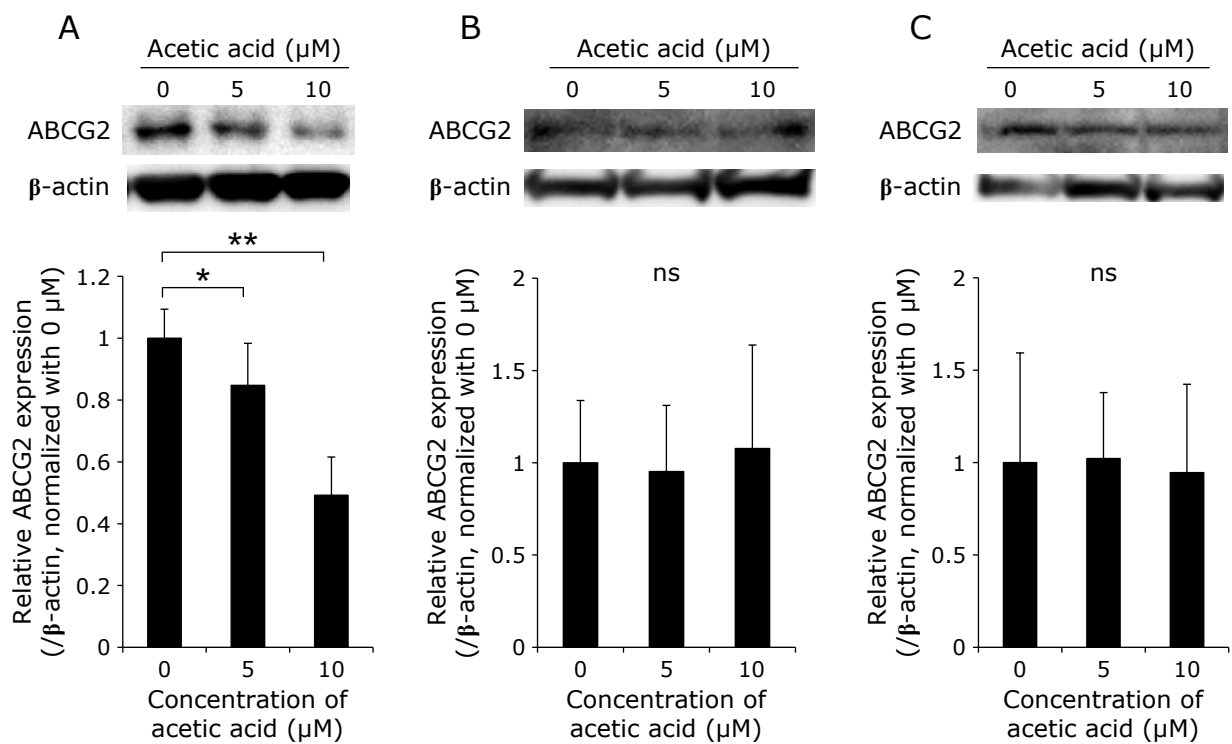 A
Acetic acid (µM)
0 5 10
ABCG2
β-actin
**
*
Relative ABCG2 expression
(/β-actin, normalized with 0 µM)
1.2
1
0.8
0.6
0.4
0.2
0
0 5 10
Concentration of
acetic acid (µM)
B
Acetic acid (µM)
0 5 10
ABCG2
β-actin
ns
Relative ABCG2 expression
(/β-actin, normalized with 0 µM)
2
1.5
1
0.5
0
0 5 10
Concentration of
acetic acid (µM)
C
Acetic acid (µM)
0 5 10
ABCG2
β-actin
ns
Relative ABCG2 expression
(/β-actin, normalized with 0 µM)
2
1.5
1
0.5
0
0 5 10
Concentration of
acetic acid (µM)